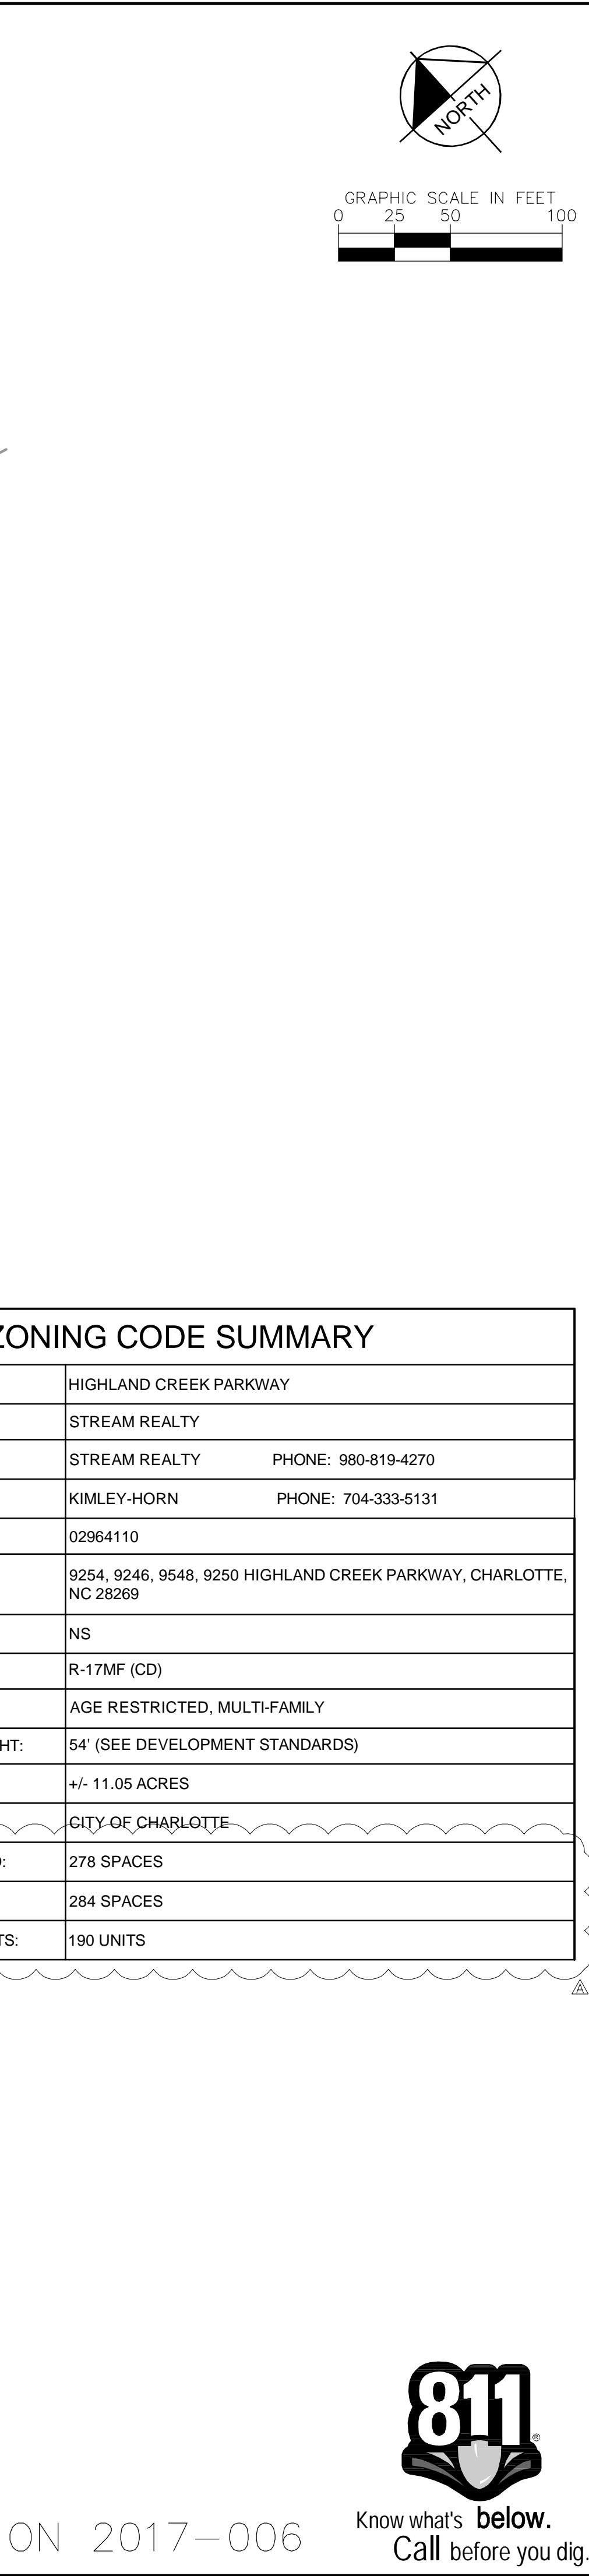 NORTH
GRAPHIC SCALE IN FEET
0 25 50 100
ZONING CODE SUMMARY
HIGHLAND CREEK PARKWAY
STREAM REALTY
STREAM REALTY PHONE: 980-819-4270
KIMLEY-HORN PHONE: 704-333-5131
02964110
9254, 9246, 9548, 9250 HIGHLAND CREEK PARKWAY, CHARLOTTE,
NC 28269
NS
R-17MF (CD)
AGE RESTRICTED, MULTI-FAMILY
HT: 54' (SEE DEVELOPMENT STANDARDS)
+/- 11.05 ACRES
CITY OF CHARLOTTE
: 278 SPACES
284 SPACES
TS: 190 UNITS
A
811®
Know what's below.
ON 2017-006
Call before you dig.